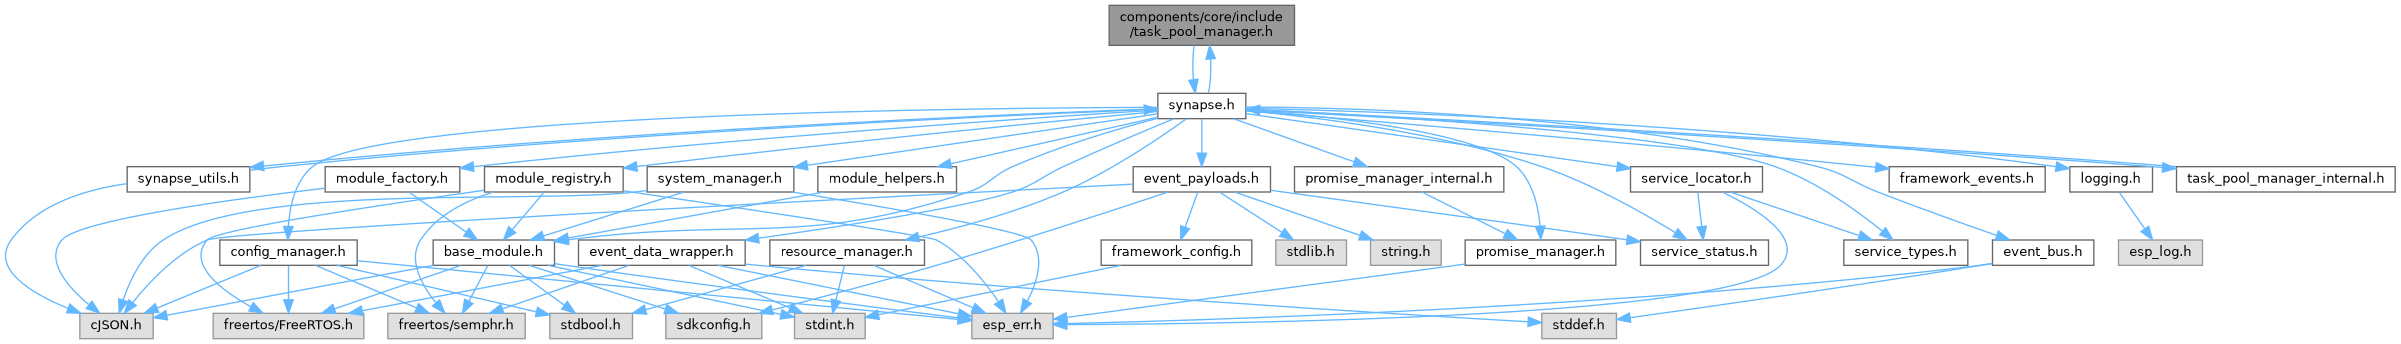 components/core/include
/task_pool_manager.h
synapse.h
synapse_utils.h
module_factory.h
module_registry.h
system_manager.h
module_helpers.h
event_payloads.h
promise_manager_internal.h
service_locator.h
framework_events.h
logging.h
task_pool_manager_internal.h
config_manager.h
base_module.h
event_data_wrapper.h
resource_manager.h
framework_config.h
stdlib.h
string.h
promise_manager.h
service_status.h
service_types.h
event_bus.h
esp_log.h
cJSON.h
freertos/FreeRTOS.h
freertos/semphr.h
stdbool.h
sdkconfig.h
stdint.h
esp_err.h
stddef.h